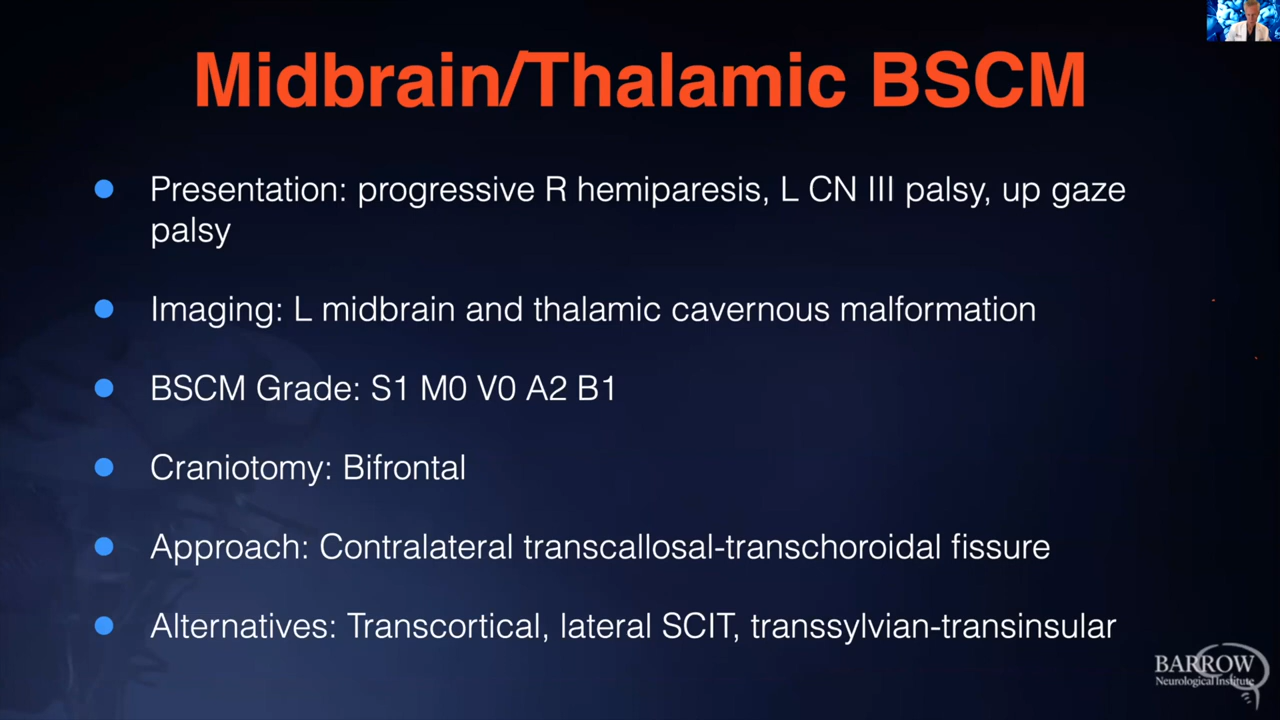 Midbrain/Thalamic BSCM
Presentation: progressive R hemiparesis, L CN III palsy, up gaze
palsy
Imaging: L midbrain and thalamic cavernous malformation
BSCM Grade: S1 M0 V0 A2 B1
Craniotomy: Bifrontal
Approach: Contralateral transcallosal-transchoroidal fissure
Alternatives: Transcortical, lateral SCIT, transsylvian-transinsular
BARROW
Neurological Institute